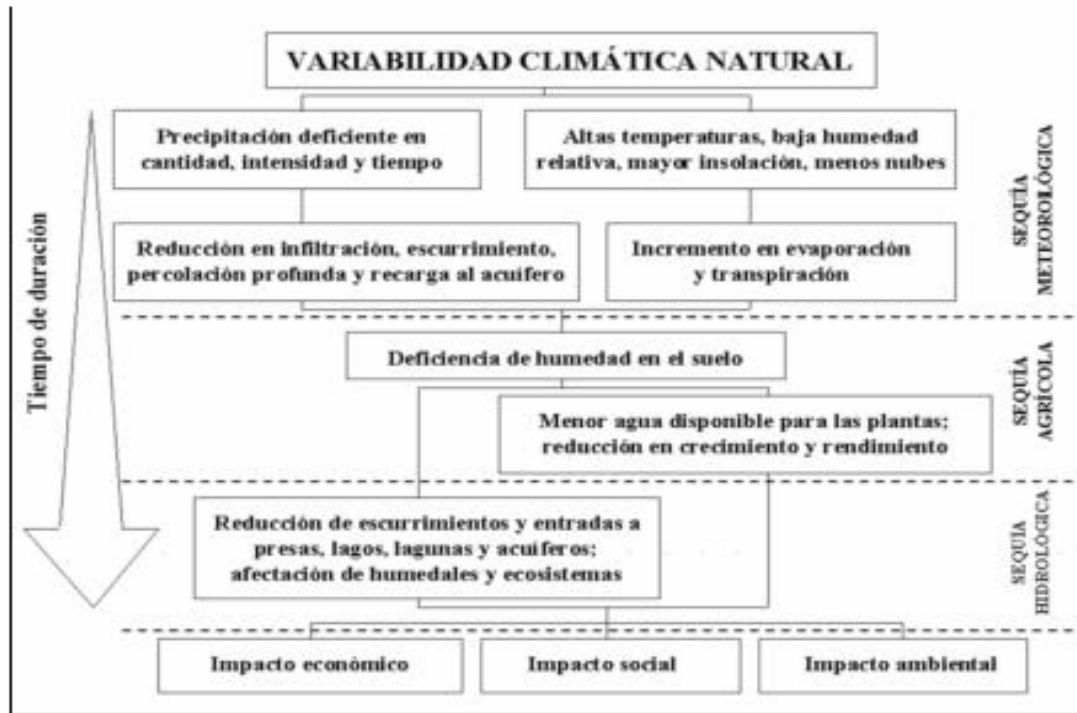 VARIABILIDAD CLIMÁTICA NATURAL
Precipitación deficiente en
cantidad, intensidad y tiempo
Altas temperaturas, baja humedad
relativa, mayor insolación, menos nubes
Reducción en infiltración, escurrimiento,
percolación profunda y recarga al acuífero
Incremento en evaporación
y transpiración
SEQUÍA
METEOROLÓGICA
Tiempo de duración
Deficiencia de humedad en el suelo
Menor agua disponible para las plantas;
reducción en crecimiento y rendimiento
SEQUÍA
AGRÍCOLA
Reducción de escurrimientos y entradas a
presas, lagos, lagunas y acuíferos;
afectación de humedales y ecosistemas
SEQUÍA
HIDROLÓGICA
Impacto económico
Impacto social
Impacto ambiental